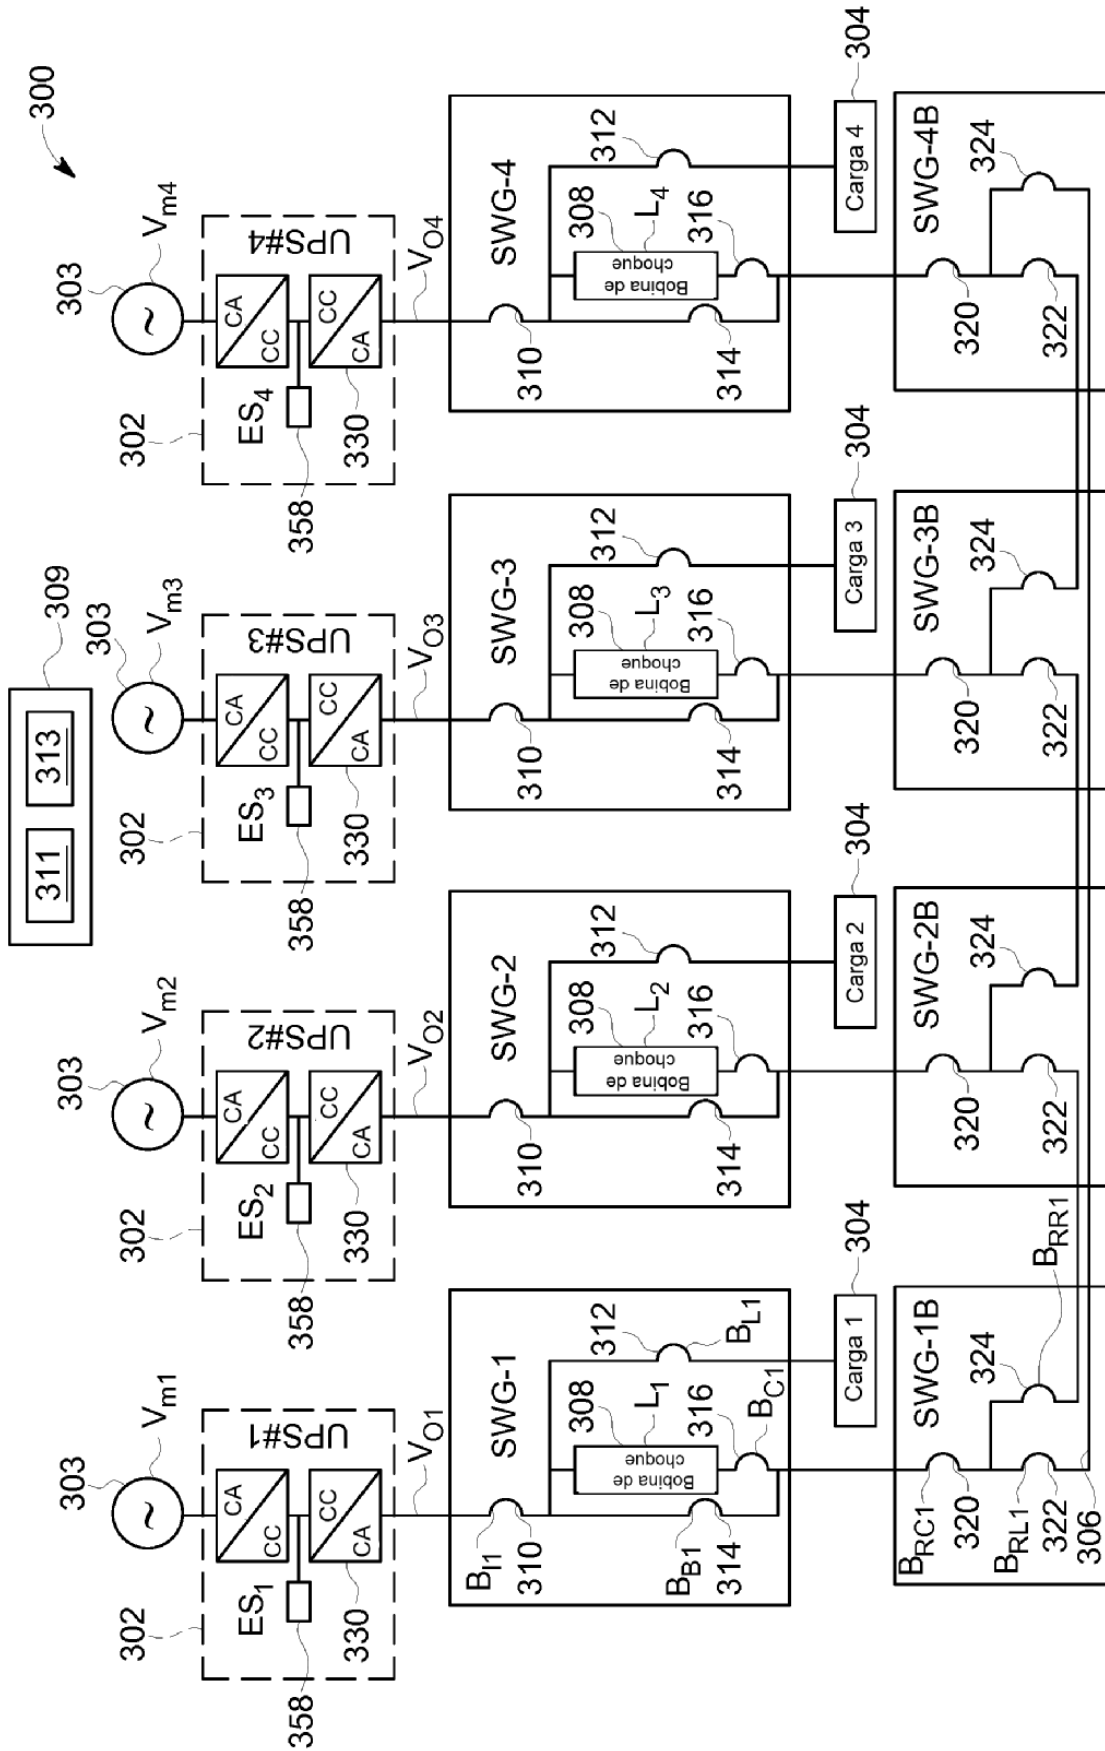 300
309
311
313
303
Vm1
303
Vm2
303
Vm3
303
Vm4
302
UPS#1
CA
CC
ES1
CC
CA
358
330
302
UPS#2
CA
CC
ES2
CC
CA
358
330
302
UPS#3
CA
CC
ES3
CC
CA
358
330
302
UPS#4
CA
CC
ES4
CC
CA
358
330
VO1
VO2
VO3
VO4
SWG-1
BI1
310
308
L1
Bobina de
choque
312
BL1
316
BC1
BB1
314
SWG-2
310
308
L2
Bobina de
choque
312
316
314
SWG-3
310
308
L3
Bobina de
choque
312
316
314
SWG-4
310
308
L4
Bobina de
choque
312
316
314
Carga 1
304
Carga 2
304
Carga 3
304
Carga 4
304
SWG-1B
BRC1
320
324
BRR1
BRL1
322
306
SWG-2B
320
324
322
SWG-3B
320
324
322
SWG-4B
320
324
322